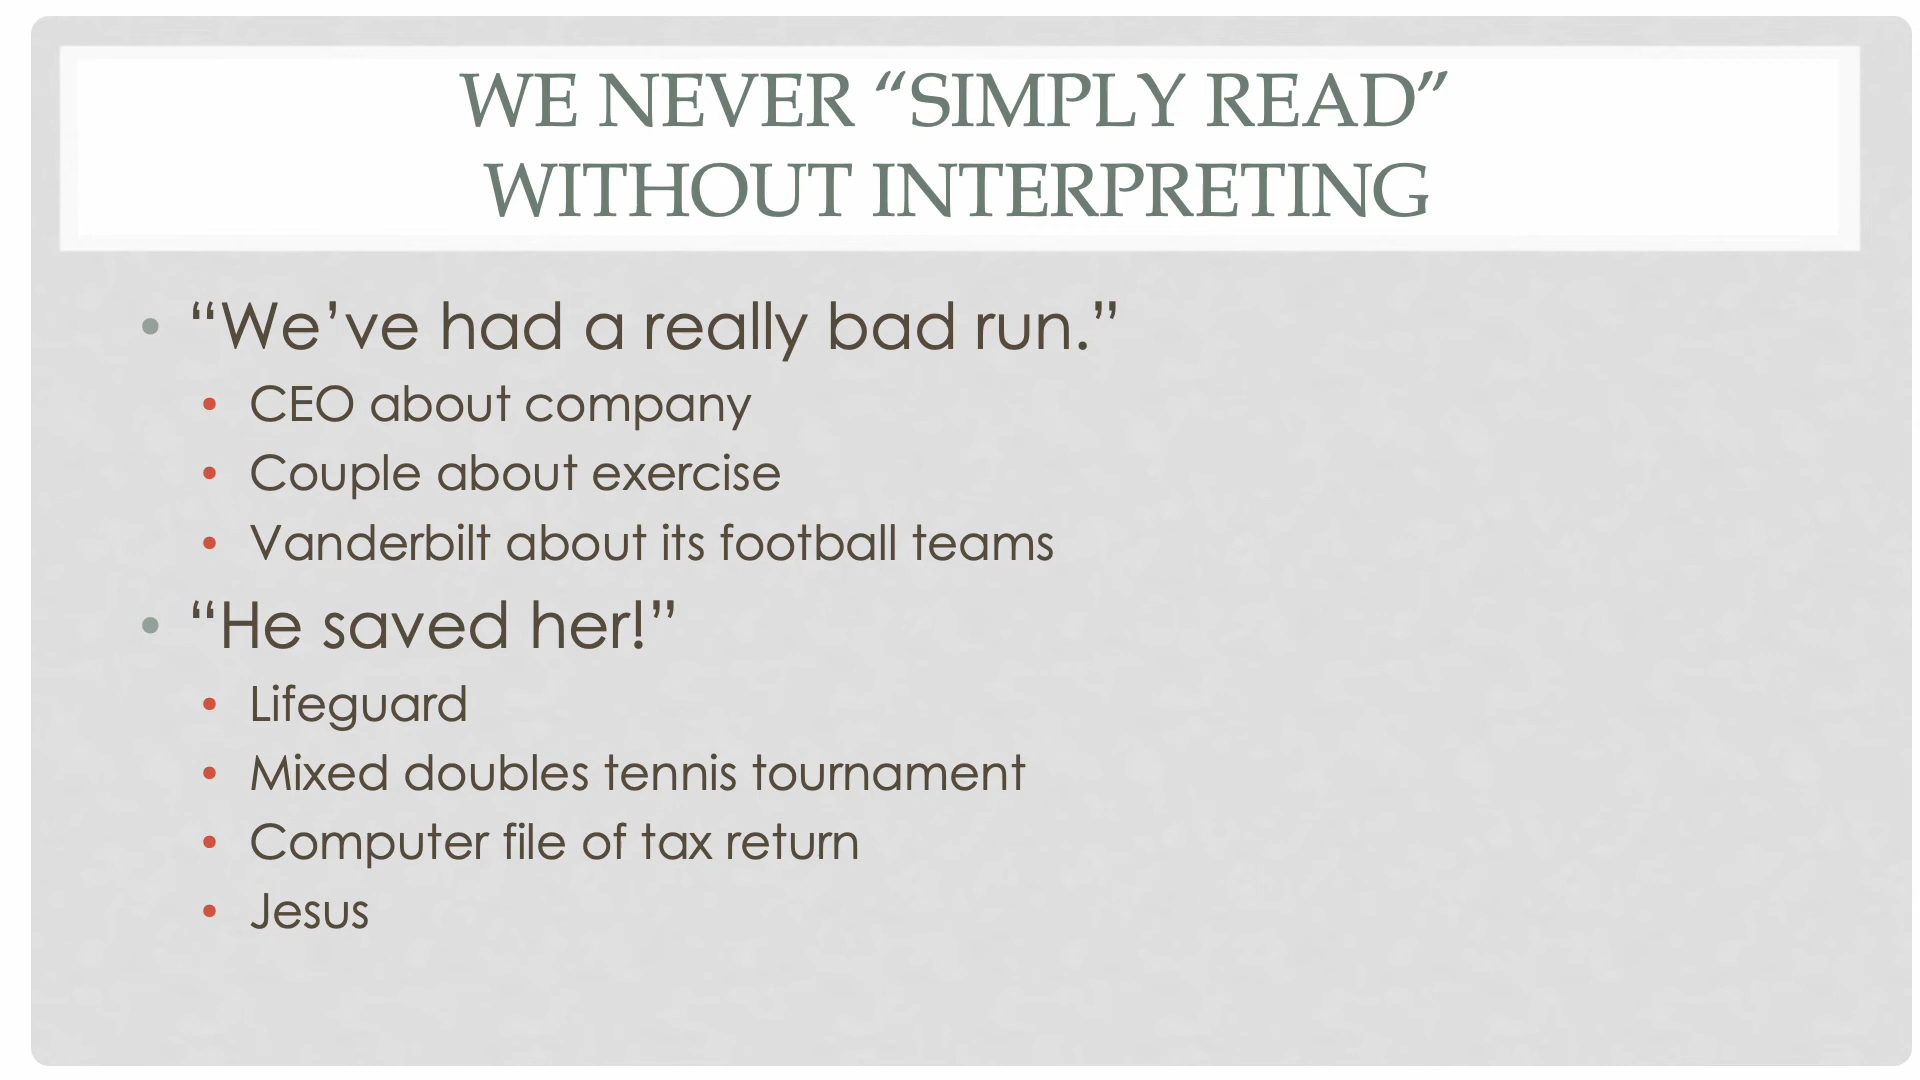 WE NEVER “SIMPLY READ”
WITHOUT INTERPRETING
• “We’ve had a really bad run.”
• CEO about company
• Couple about exercise
• Vanderbilt about its football teams
• “He saved her!”
• Lifeguard
• Mixed doubles tennis tournament
• Computer file of tax return
• Jesus